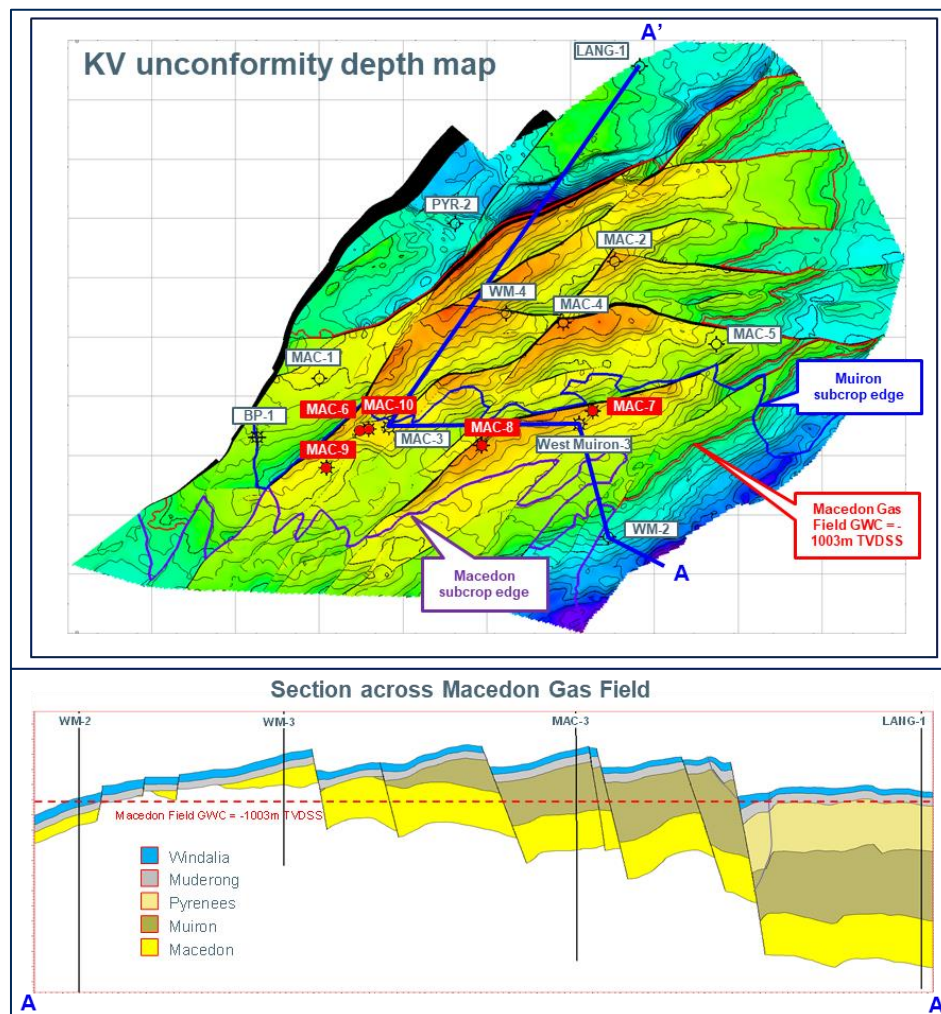 A'
LANG-1
KV unconformity depth map
PYR-2
MAC-2
WM-4
MAC-4
MAC-5
MAC-1
Muiron
subcrop edge
MAC-6
MAC-10
MAC-7
BP-1
MAC-3
MAC-8
West Muiron-3
MAC-9
Macedon Gas
Field GWC = -
1003m TVDSS
WM-2
Macedon
subcrop edge
A
Section across Macedon Gas Field
WM-2
WM-3
MAC-3
LANG-1
Macedon Field GWC = -1003m TVDSS
Windalia
Muderong
Pyrenees
Muiron
Macedon
A
A